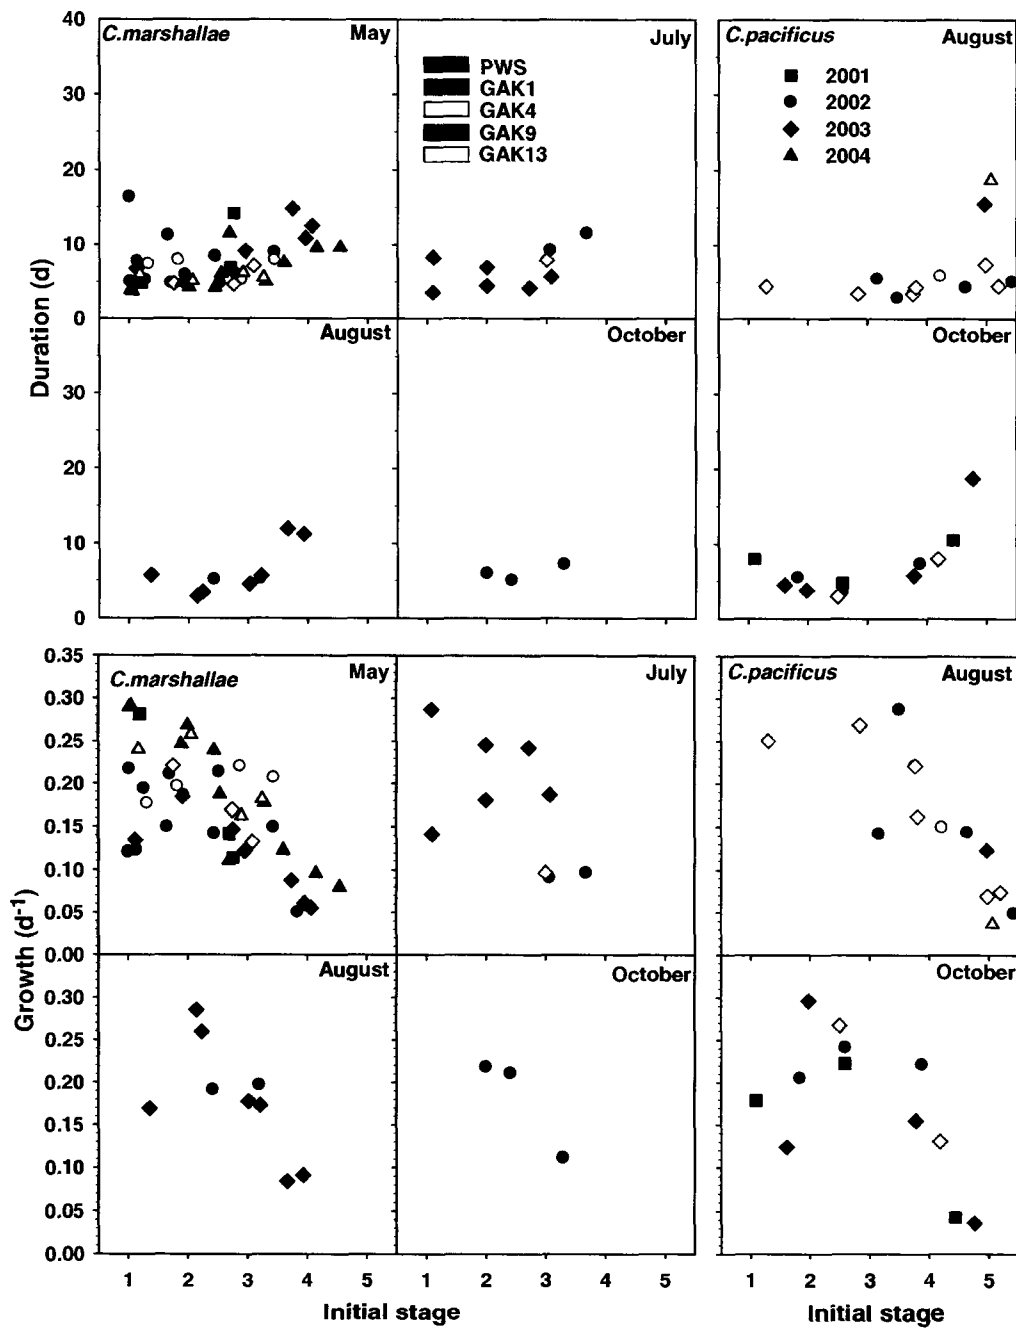 40
C.marshallae
May
July
C.pacificus
August
PWS
GAK1
GAK4
GAK9
GAK13
2001
2002
2003
2004
30
20
10
0
Duration (d)
August
October
October
30
20
10
0
0.35
C.marshallae
May
July
C.pacificus
August
0.30
0.25
0.20
0.15
0.10
0.05
0.00
Growth (d-1)
August
October
October
0.30
0.25
0.20
0.15
0.10
0.05
0.00
1 2 3 4 5
1 2 3 4 5
1 2 3 4 5
Initial stage
Initial stage